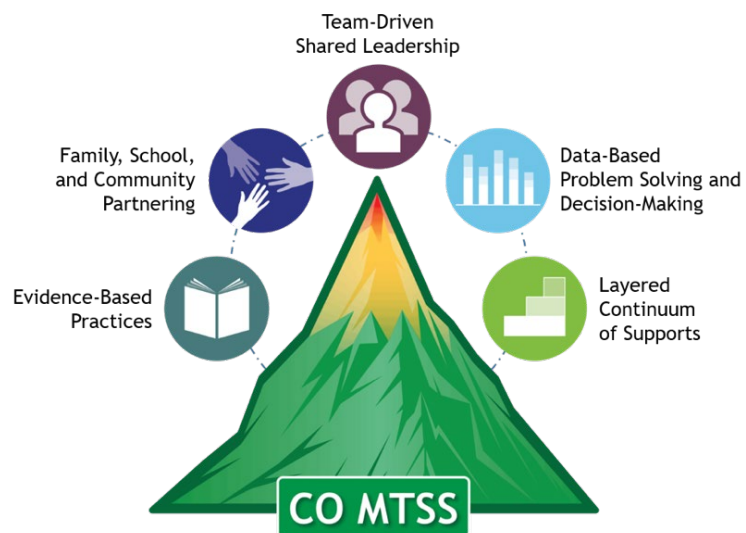 Team-Driven
Shared Leadership
Family, School,
and Community
Partnering
Data-Based
Problem Solving and
Decision-Making
Evidence-Based
Practices
Layered
Continuum
of Supports
CO MTSS